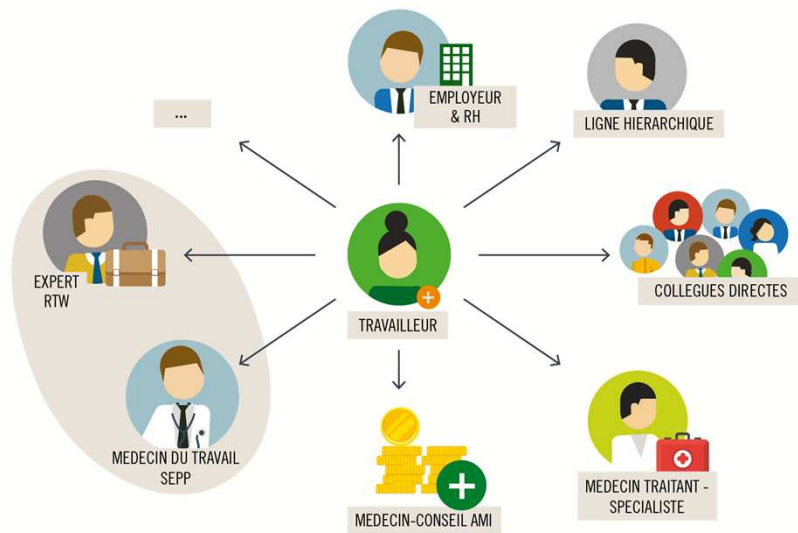 EMPLOYEUR
& RH
LIGNE HIERARCHIQUE
...
EXPERT
RTW
TRAVAILLEUR
COLLEGUES DIRECTES
MEDECIN DU TRAVAIL
SEPP
MEDECIN-CONSEIL AMI
MEDECIN TRAITANT -
SPECIALISTE